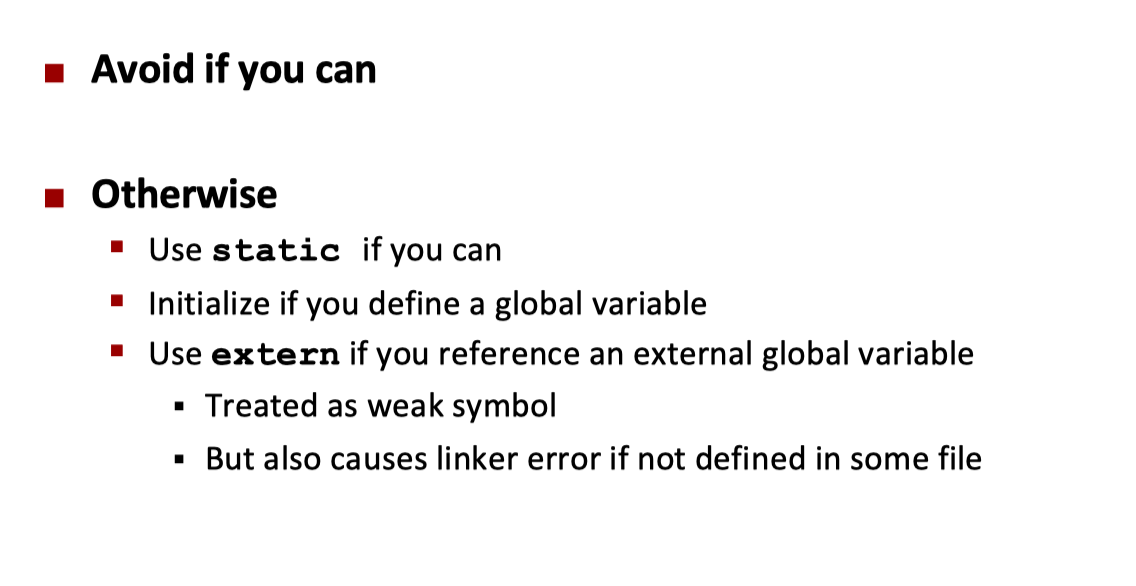 Avoid if you can
Otherwise
Use static if you can
Initialize if you define a global variable
Use extern if you reference an external global variable
Treated as weak symbol
But also causes linker error if not defined in some file